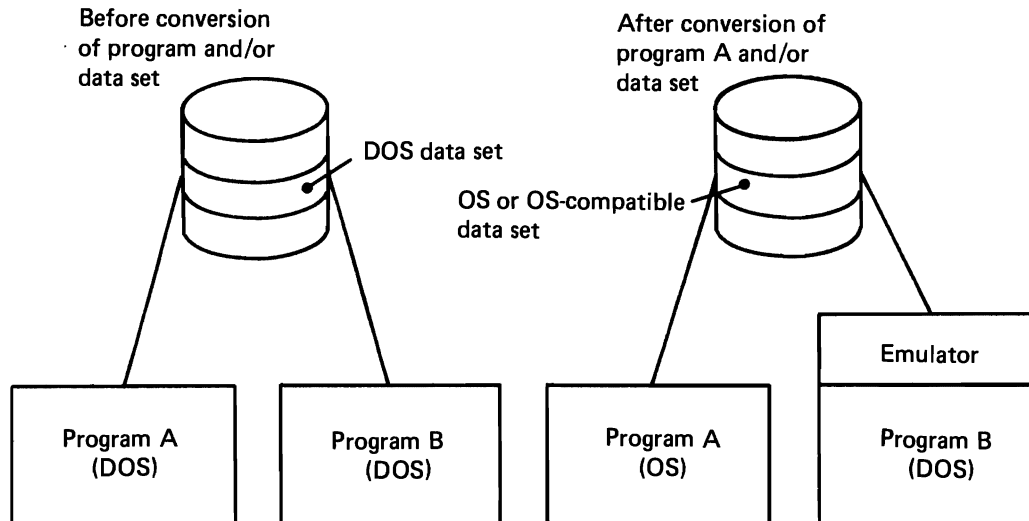 Before conversion
of program and/or
data set
DOS data set
Program A
(DOS)
Program B
(DOS)
After conversion of
program A and/or
data set
OS or OS-compatible
data set
Program A
(OS)
Emulator
Program B
(DOS)